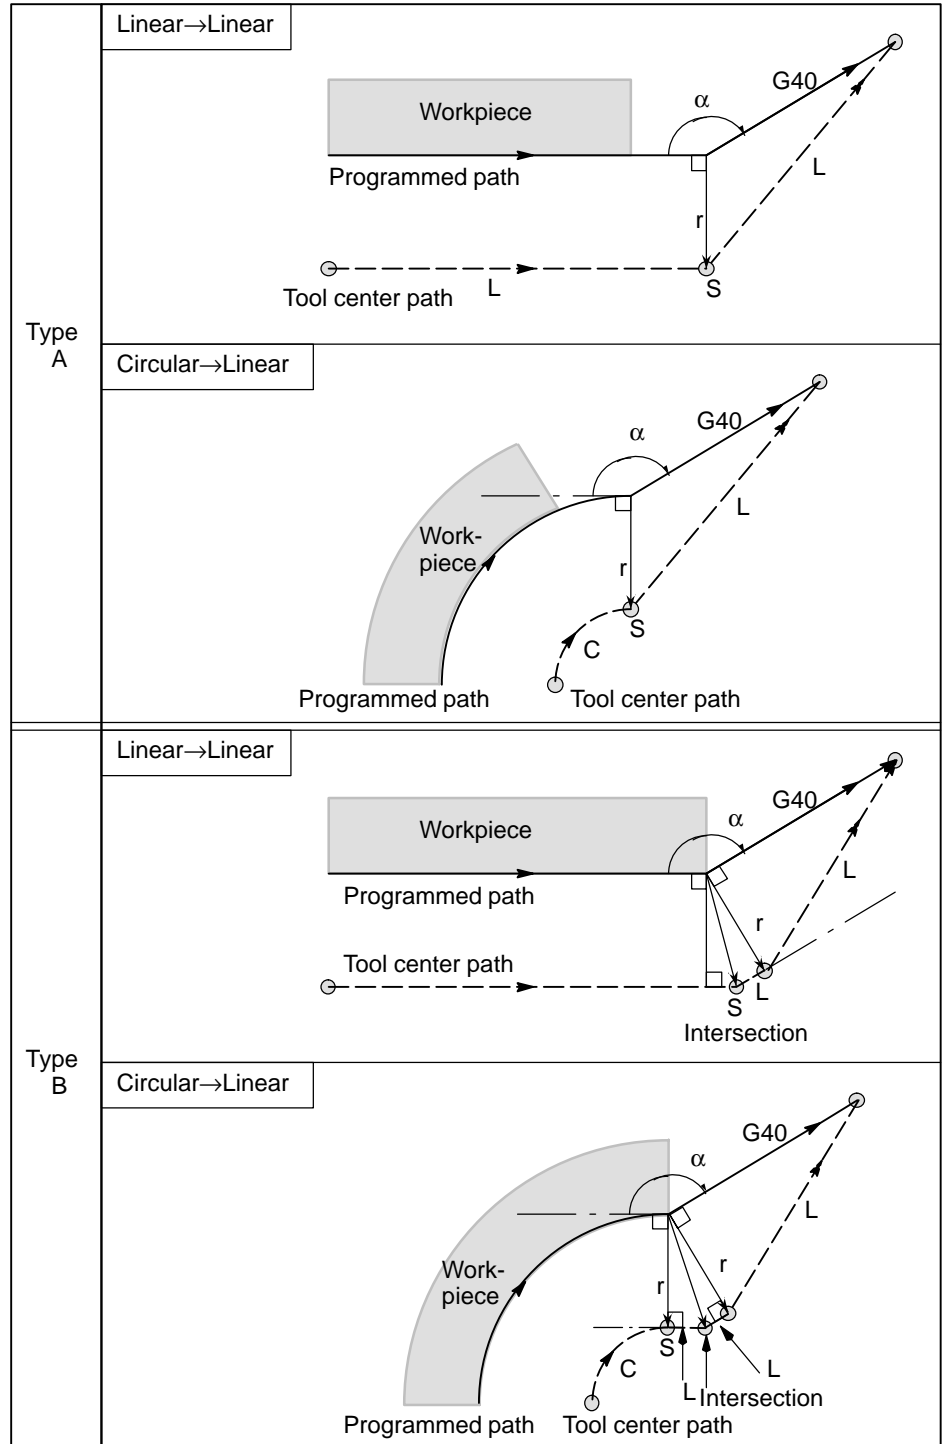 Linear→Linear
G40
α
Workpiece
L
Programmed path
r
Tool center path
L
S
Type
A
Circular→Linear
G40
α
L
Work-
piece
r
S
C
Programmed path
Tool center path
Linear→Linear
G40
α
Workpiece
L
Programmed path
r
Tool center path
S
L
Intersection
Type
B
Circular→Linear
G40
α
L
Work-
piece
r
r
S
C
L
L
Intersection
Programmed path
Tool center path